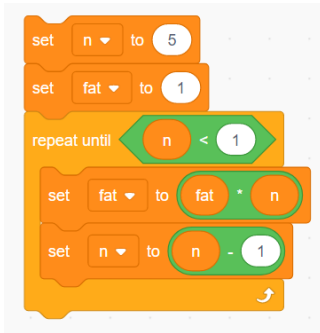 set n to 5
set fat to 1
repeat until n < 1
set fat to fat * n
set n to n - 1